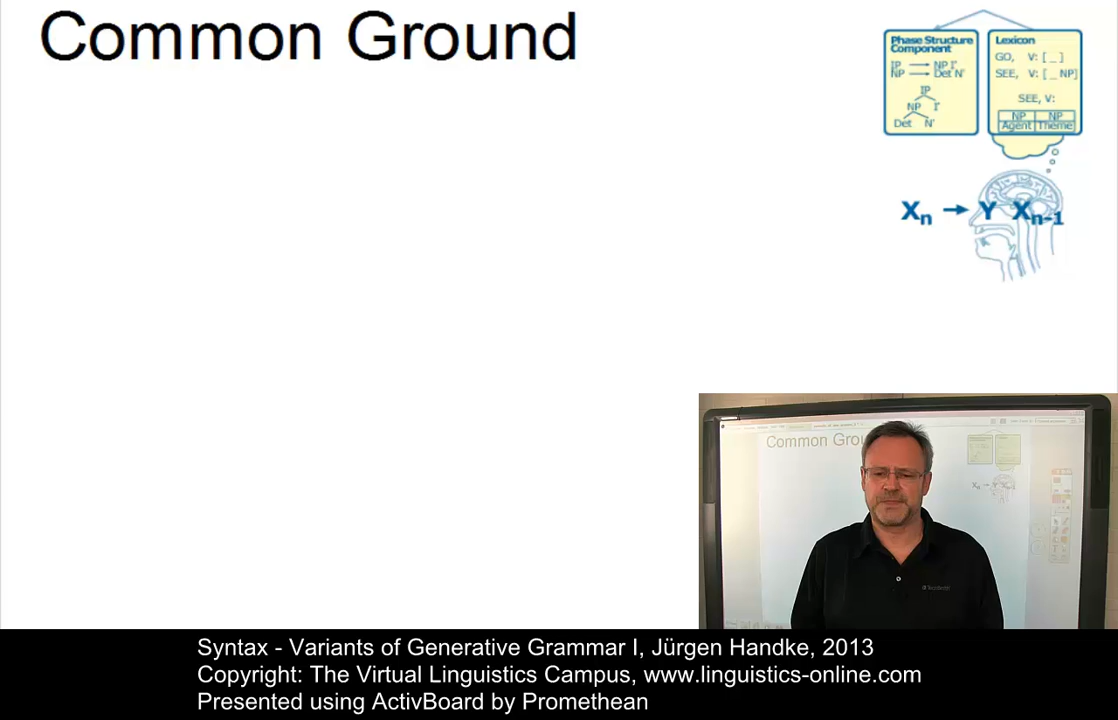 Common Ground
Phase Structure
Component
IP → NP I'
NP → Det N'
IP
NP I'
Det N'
Lexicon
GO, V: [ _ ]
SEE, V: [ _ NP]
SEE, V:
NP NP
Agent Theme
Xn → Y Xn-1
Common Grou
Syntax - Variants of Generative Grammar I, Jürgen Handke, 2013
Copyright: The Virtual Linguistics Campus, www.linguistics-online.com
Presented using ActivBoard by Promethean